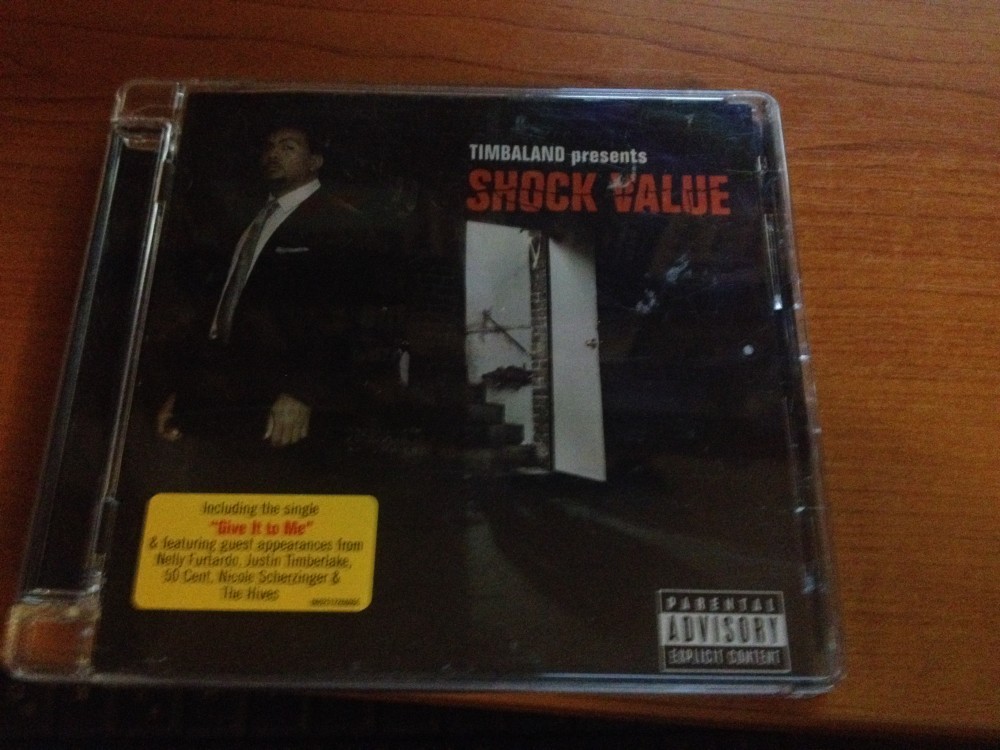 TIMBALAND presents
SHOCK VALUE
Including the single
"Give It to Me"
& featuring guest appearances from
Nelly Furtardo, Justin Timberlake,
50 Cent, Nicole Scherzinger &
The Hives
PARENTAL
ADVISORY
EXPLICIT CONTENT